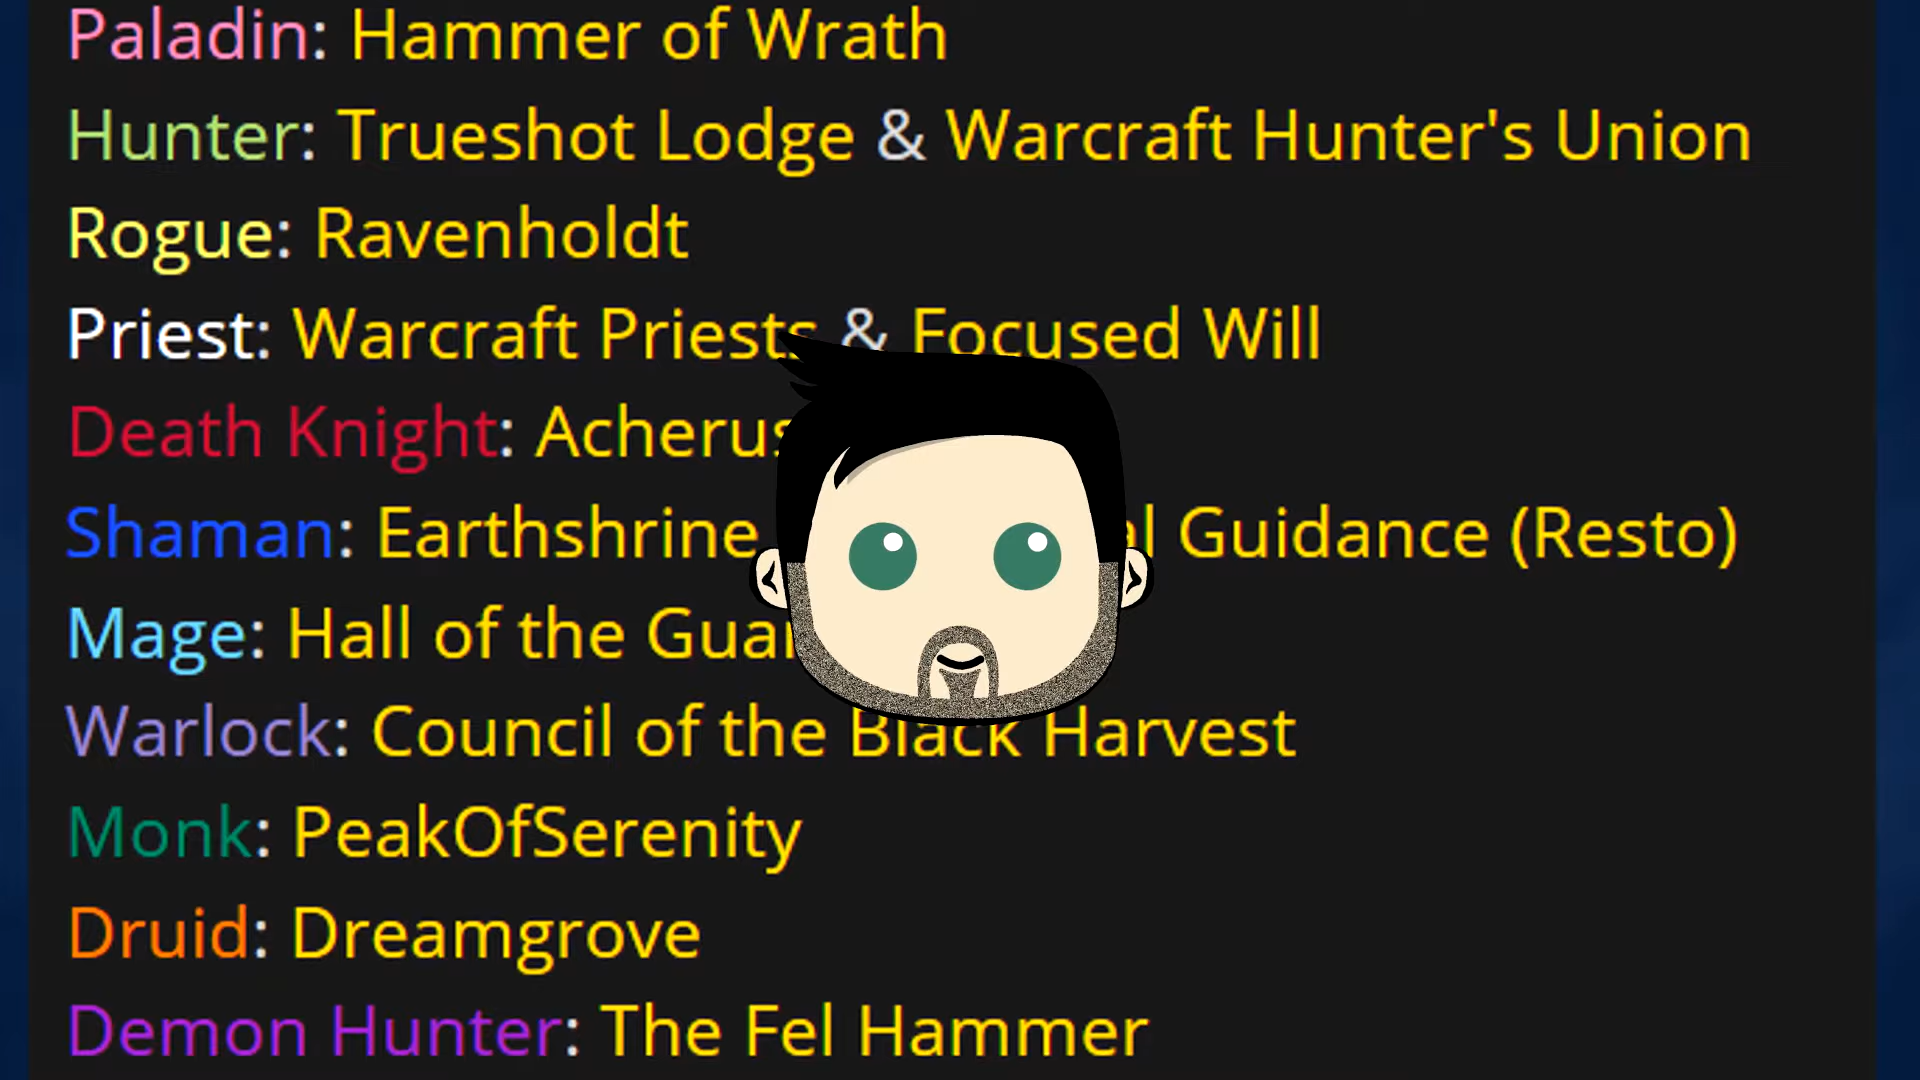 Paladin: Hammer of Wrath
Hunter: Trueshot Lodge & Warcraft Hunter's Union
Rogue: Ravenholdt
Priest: Warcraft Priests & Focused Will
Death Knight: Acherus
Shaman: Earthshrine Guidance (Resto)
Mage: Hall of the
Warlock: Council of the Black Harvest
Monk: PeakOfSerenity
Druid: Dreamgrove
Demon Hunter: The Fel Hammer